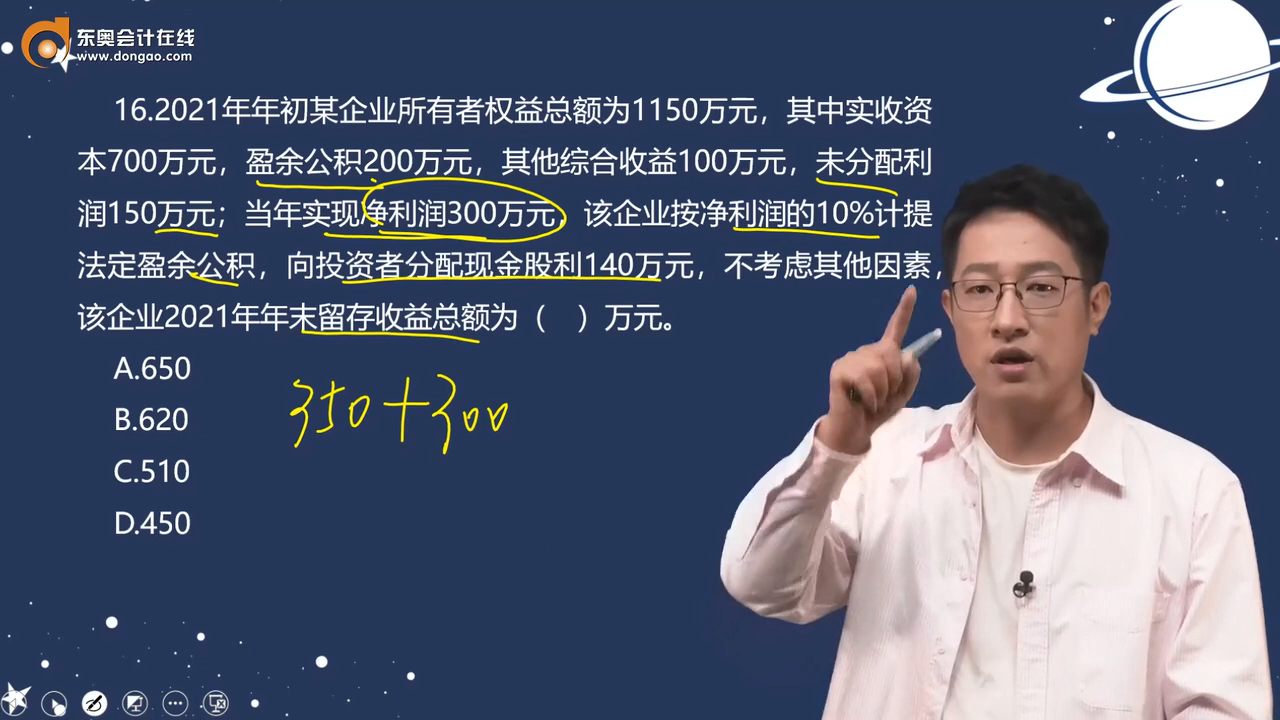 东奥会计在线
www.dongao.com
16.2021年年初某企业所有者权益总额为1150万元，其中实收资
本700万元，盈余公积200万元，其他综合收益100万元，未分配利
润150万元；当年实现净利润300万元，该企业按净利润的10%计提
法定盈余公积，向投资者分配现金股利140万元，不考虑其他因素，
该企业2021年年末留存收益总额为（ ）万元。
A.650
B.620
350+300
C.510
D.450